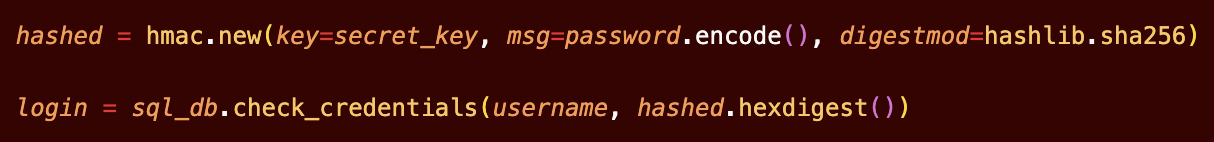 hashed = hmac.new(key=secret_key, msg=password.encode(), digestmod=hashlib.sha256)
login = sql_db.check_credentials(username, hashed.hexdigest())